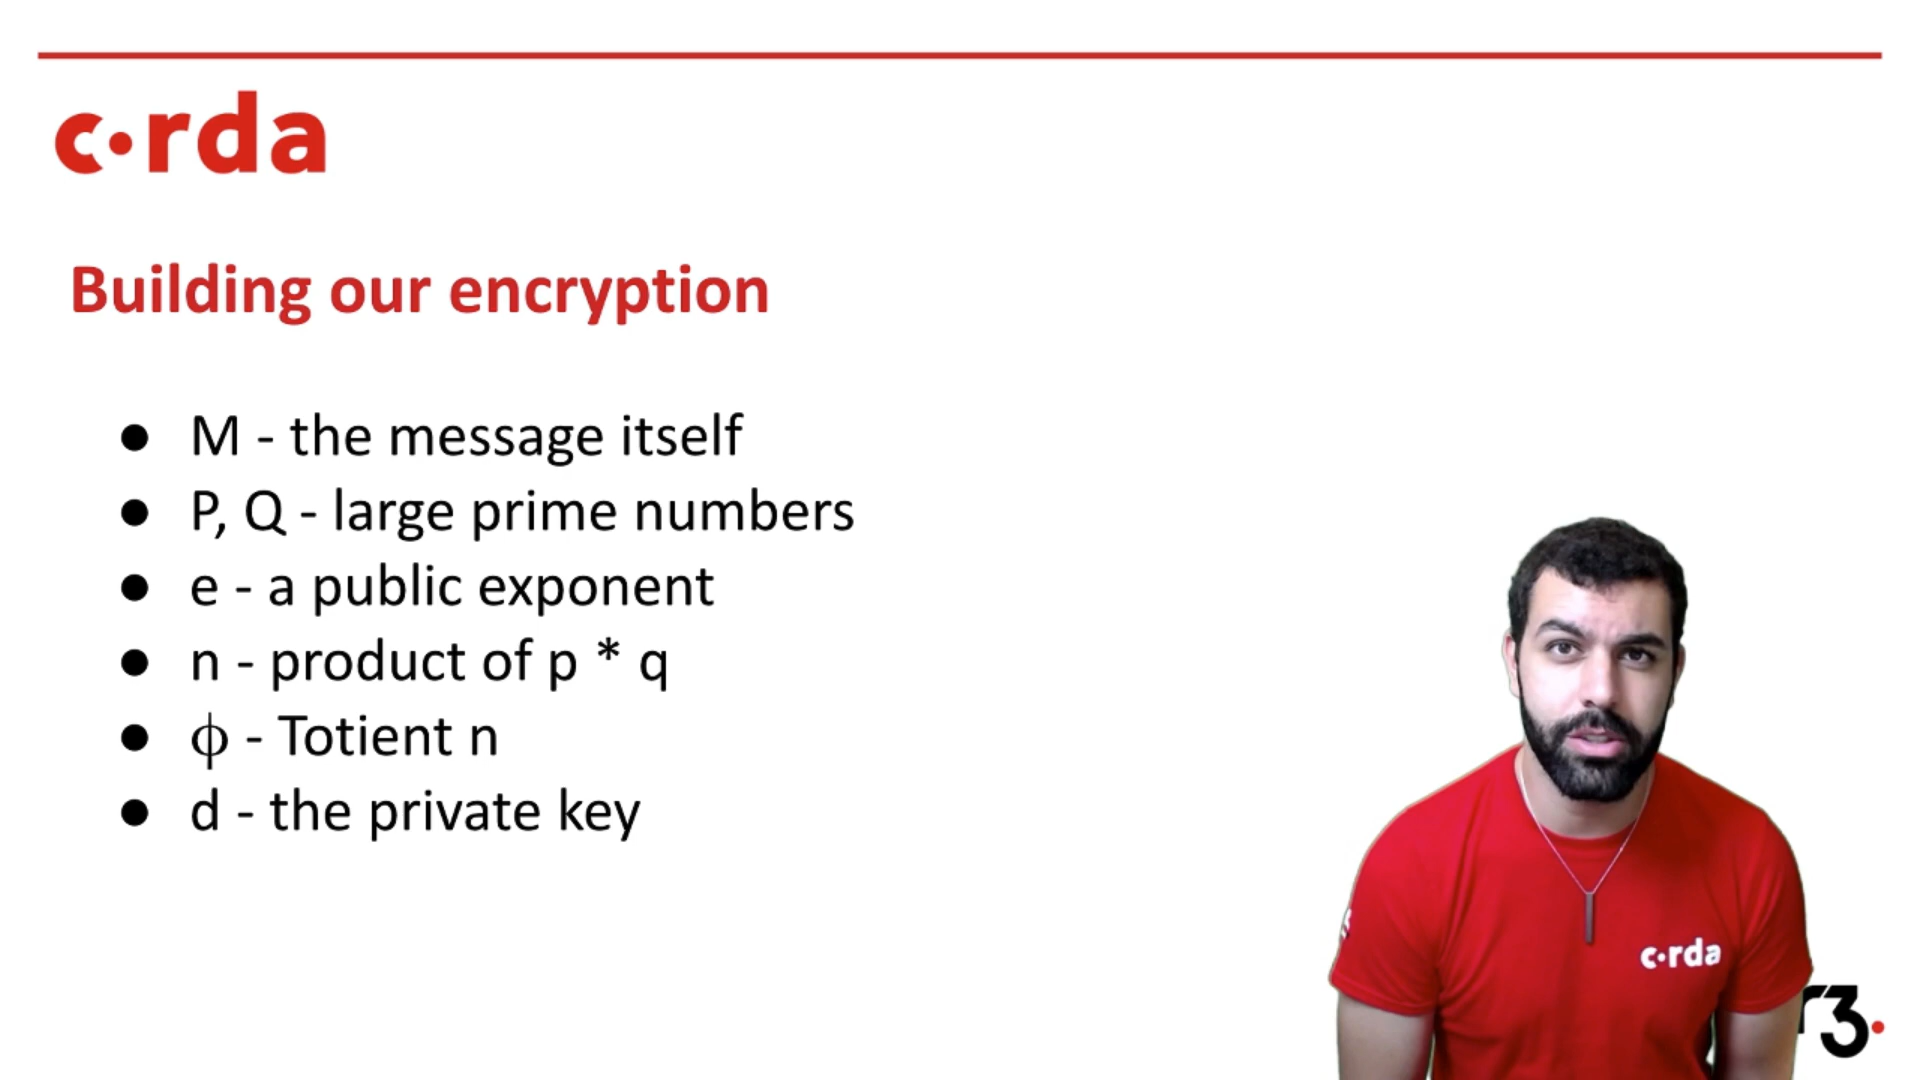 c•rda
Building our encryption
● M - the message itself
● P, Q - large prime numbers
● e - a public exponent
● n - product of p * q
● ϕ - Totient n
● d - the private key
c•rda
r3.